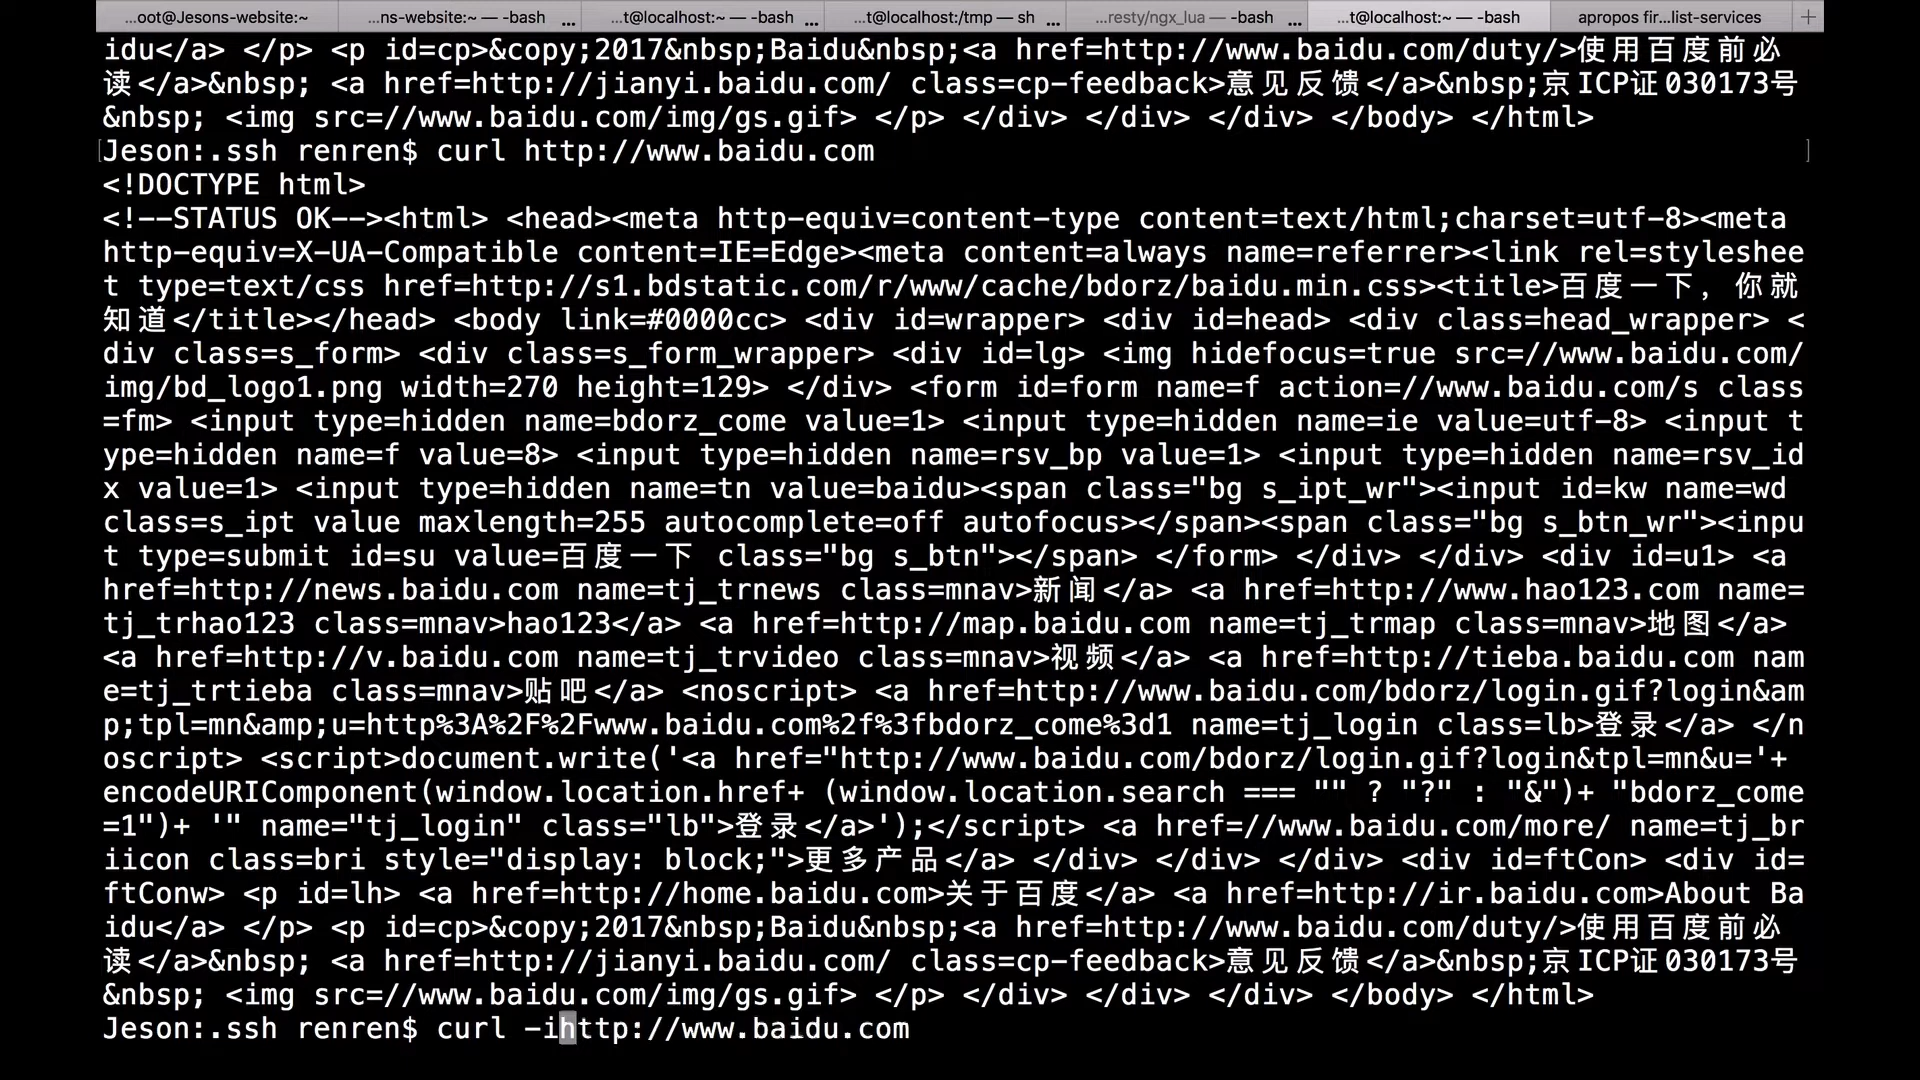 ...oot@Jesons-website:~
...ns-website:~ — -bash ...
...t@localhost:~ — -bash ...
...t@localhost:/tmp — sh ...
...resty/ngx_lua — -bash ...
...t@localhost:~ — -bash
apropos fir...list-services
idu</a> </p> <p id=cp>&copy;2017&nbsp;Baidu&nbsp;<a href=http://www.baidu.com/duty/>使用百度前必
读</a>&nbsp; <a href=http://jianyi.baidu.com/ class=cp-feedback>意见反馈</a>&nbsp;京ICP证030173号
&nbsp; <img src=//www.baidu.com/img/gs.gif> </p> </div> </div> </div> </body> </html>
[Jeson:.ssh renren$ curl http://www.baidu.com ]
<!DOCTYPE html>
<!--STATUS OK--><html> <head><meta http-equiv=content-type content=text/html;charset=utf-8><meta
http-equiv=X-UA-Compatible content=IE=Edge><meta content=always name=referrer><link rel=styleshee
t type=text/css href=http://s1.bdstatic.com/r/www/cache/bdorz/baidu.min.css><title>百度一下，你就
知道</title></head> <body link=#0000cc> <div id=wrapper> <div id=head> <div class=head_wrapper> <
div class=s_form> <div class=s_form_wrapper> <div id=lg> <img hidefocus=true src=//www.baidu.com/
img/bd_logo1.png width=270 height=129> </div> <form id=form name=f action=//www.baidu.com/s class
=fm> <input type=hidden name=bdorz_come value=1> <input type=hidden name=ie value=utf-8> <input t
ype=hidden name=f value=8> <input type=hidden name=rsv_bp value=1> <input type=hidden name=rsv_id
x value=1> <input type=hidden name=tn value=baidu><span class="bg s_ipt_wr"><input id=kw name=wd
class=s_ipt value maxlength=255 autocomplete=off autofocus></span><span class="bg s_btn_wr"><inpu
t type=submit id=su value=百度一下 class="bg s_btn"></span> </form> </div> </div> <div id=u1> <a
href=http://news.baidu.com name=tj_trnews class=mnav>新闻</a> <a href=http://www.hao123.com name=
tj_trhao123 class=mnav>hao123</a> <a href=http://map.baidu.com name=tj_trmap class=mnav>地图</a>
<a href=http://v.baidu.com name=tj_trvideo class=mnav>视频</a> <a href=http://tieba.baidu.com nam
e=tj_trtieba class=mnav>贴吧</a> <noscript> <a href=http://www.baidu.com/bdorz/login.gif?login&am
p;tpl=mn&amp;u=http%3A%2F%2Fwww.baidu.com%2f%3fbdorz_come%3d1 name=tj_login class=lb>登录</a> </n
oscript> <script>document.write('<a href="http://www.baidu.com/bdorz/login.gif?login&tpl=mn&u='+
encodeURIComponent(window.location.href+ (window.location.search === "" ? "?" : "&")+ "bdorz_come
=1")+ '" name="tj_login" class="lb">登录</a>');</script> <a href=//www.baidu.com/more/ name=tj_br
iicon class=bri style="display: block;">更多产品</a> </div> </div> </div> <div id=ftCon> <div id=
ftConw> <p id=lh> <a href=http://home.baidu.com>关于百度</a> <a href=http://ir.baidu.com>About Ba
idu</a> </p> <p id=cp>&copy;2017&nbsp;Baidu&nbsp;<a href=http://www.baidu.com/duty/>使用百度前必
读</a>&nbsp; <a href=http://jianyi.baidu.com/ class=cp-feedback>意见反馈</a>&nbsp;京ICP证030173号
&nbsp; <img src=//www.baidu.com/img/gs.gif> </p> </div> </div> </div> </body> </html>
Jeson:.ssh renren$ curl -ihttp://www.baidu.com